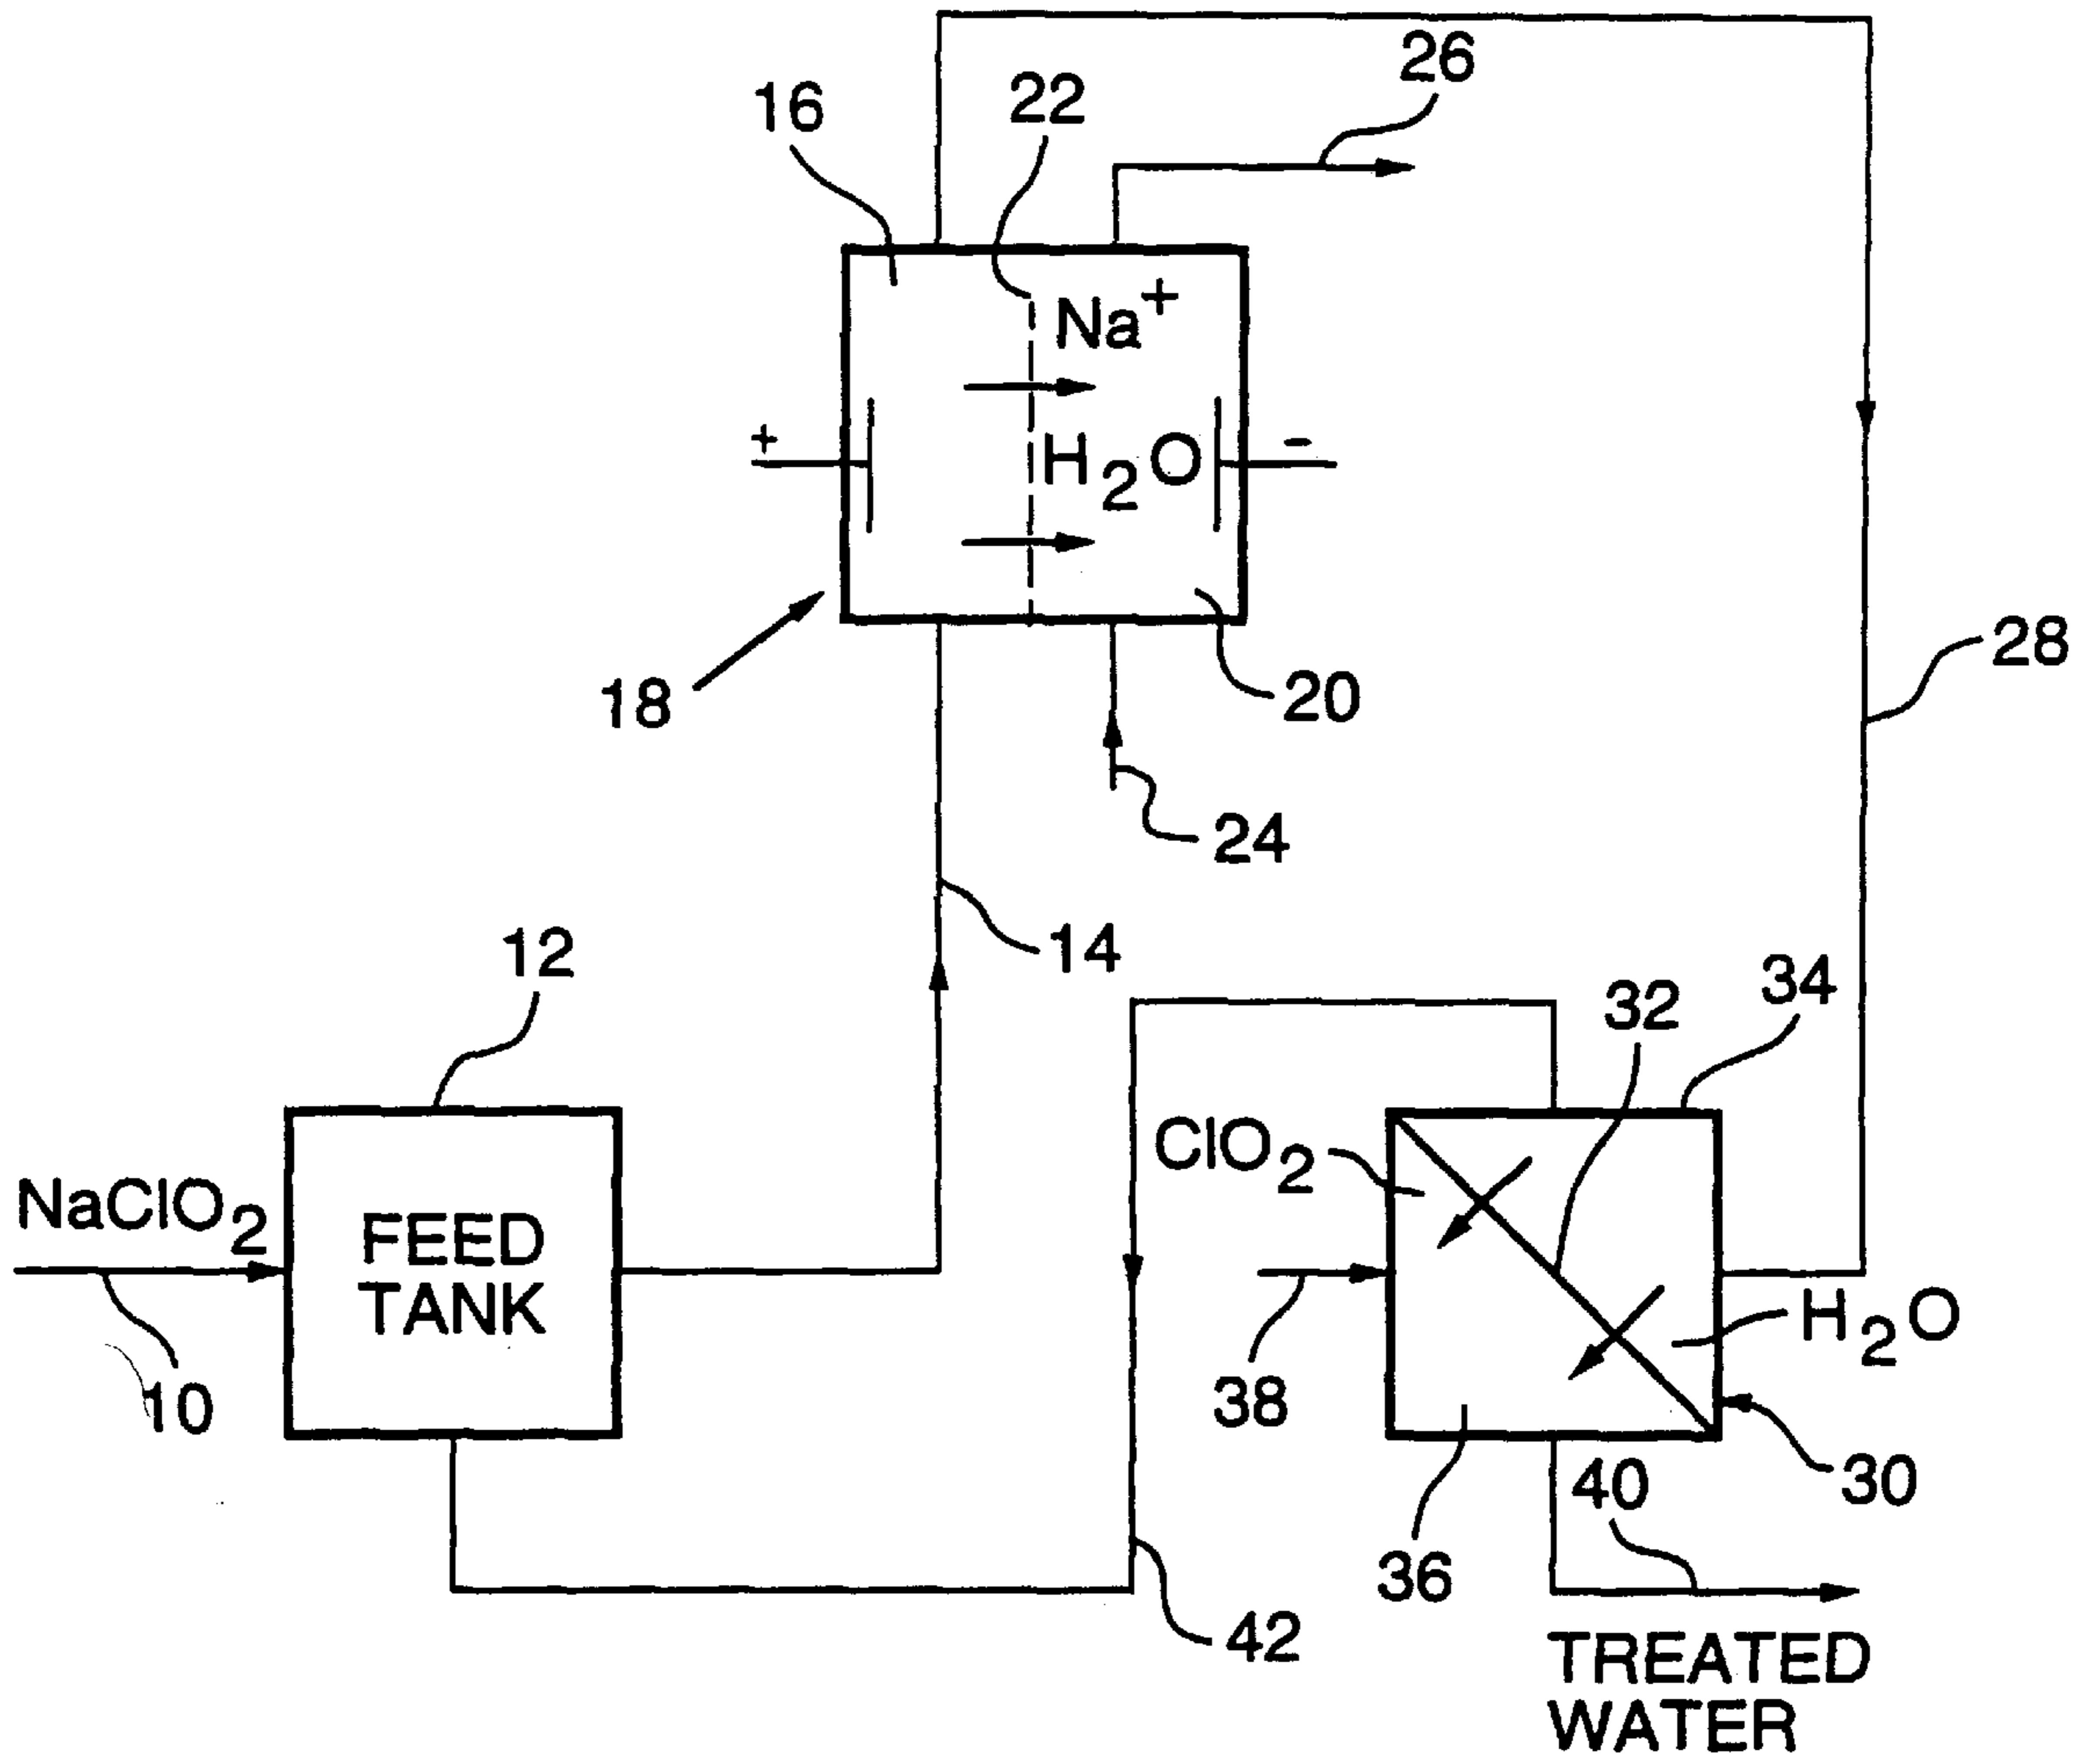 26
22
16
Na+
+
-
H2O
28
18
20
24
14
12
34
32
ClO2
NaClO2
FEED
TANK
H2O
38
10
30
40
36
42
TREATED
WATER